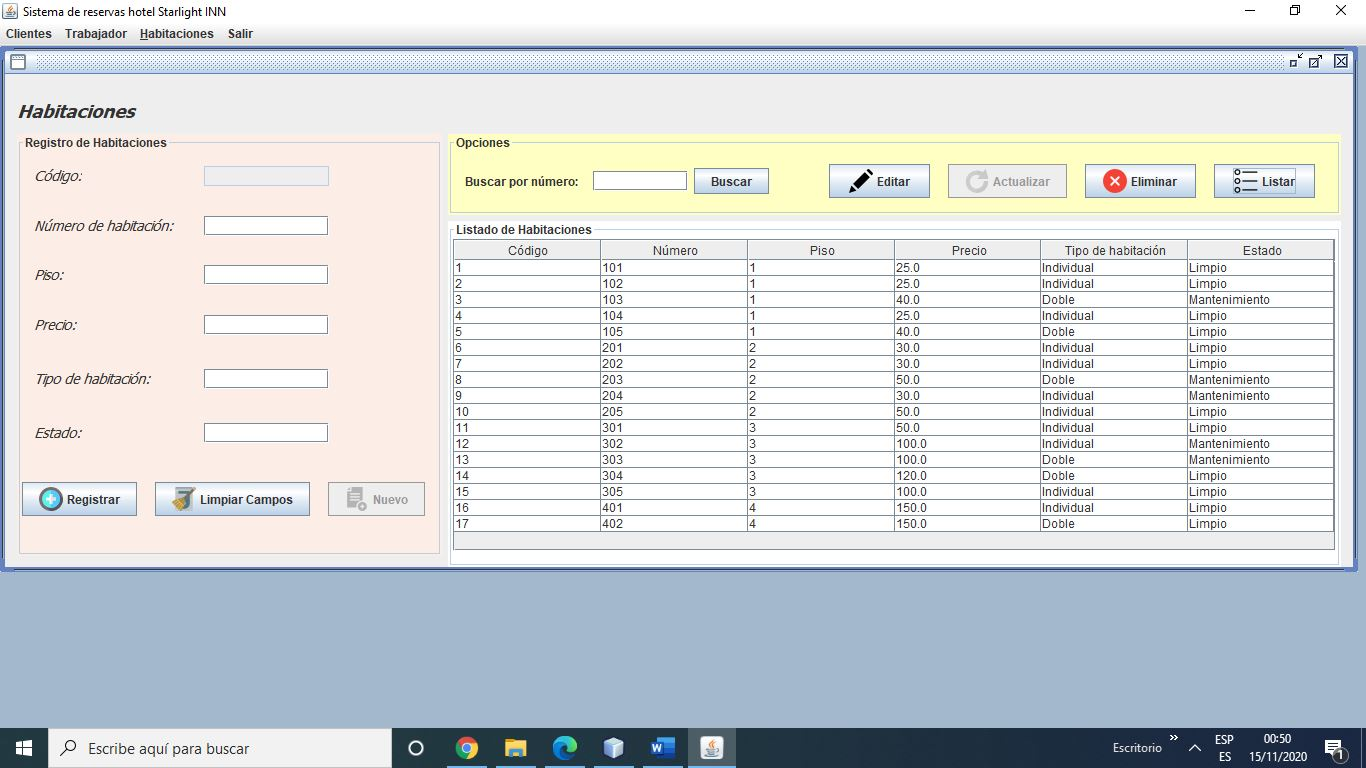 Sistema de reservas hotel Starlight INN
Clientes Trabajador Habitaciones Salir
Habitaciones
Registro de Habitaciones
Código:
Número de habitación:
Piso:
Precio:
Tipo de habitación:
Estado:
Registrar Limpiar Campos Nuevo
Opciones
Buscar por número: Buscar Editar Actualizar Eliminar Listar
Listado de Habitaciones
Código Número Piso Precio Tipo de habitación Estado
1 101 1 25.0 Individual Limpio
2 102 1 25.0 Individual Limpio
3 103 1 40.0 Doble Mantenimiento
4 104 1 25.0 Individual Limpio
5 105 1 40.0 Doble Limpio
6 201 2 30.0 Individual Limpio
7 202 2 30.0 Individual Limpio
8 203 2 50.0 Doble Mantenimiento
9 204 2 30.0 Individual Mantenimiento
10 205 2 50.0 Individual Limpio
11 301 3 50.0 Individual Limpio
12 302 3 100.0 Individual Mantenimiento
13 303 3 100.0 Doble Mantenimiento
14 304 3 120.0 Doble Limpio
15 305 3 100.0 Individual Limpio
16 401 4 150.0 Individual Limpio
17 402 4 150.0 Doble Limpio
Escribe aquí para buscar
Escritorio
ESP
ES
00:50
15/11/2020
1